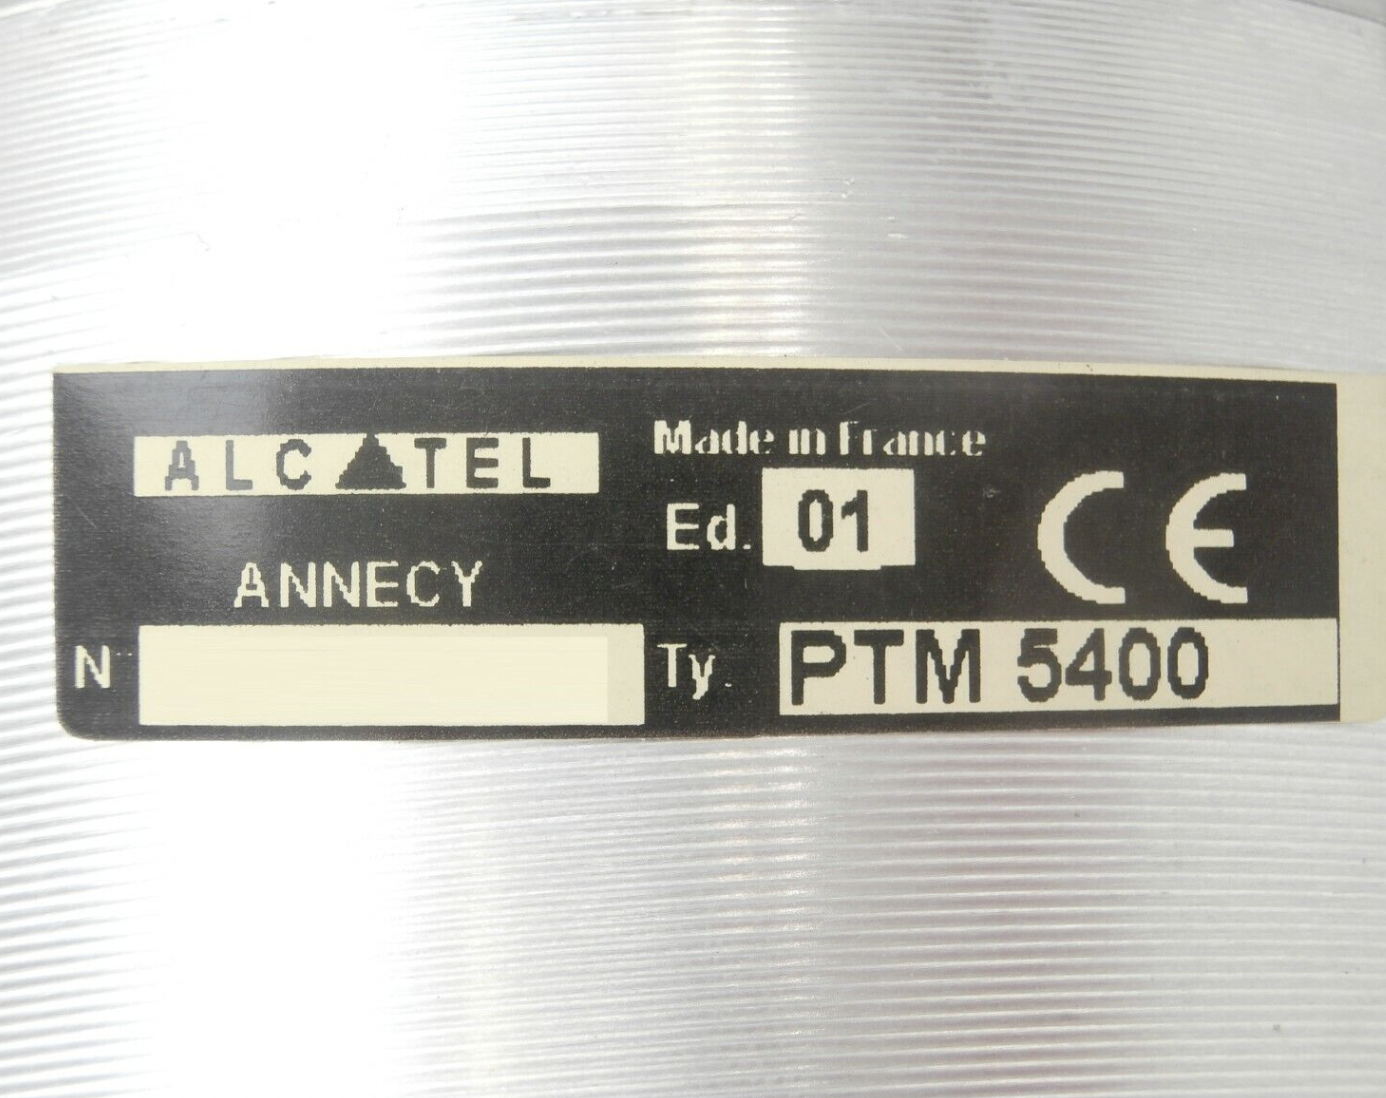 ALCATEL
ANNECY
N
Made in France
Ed. 01
CE
Ty. PTM 5400